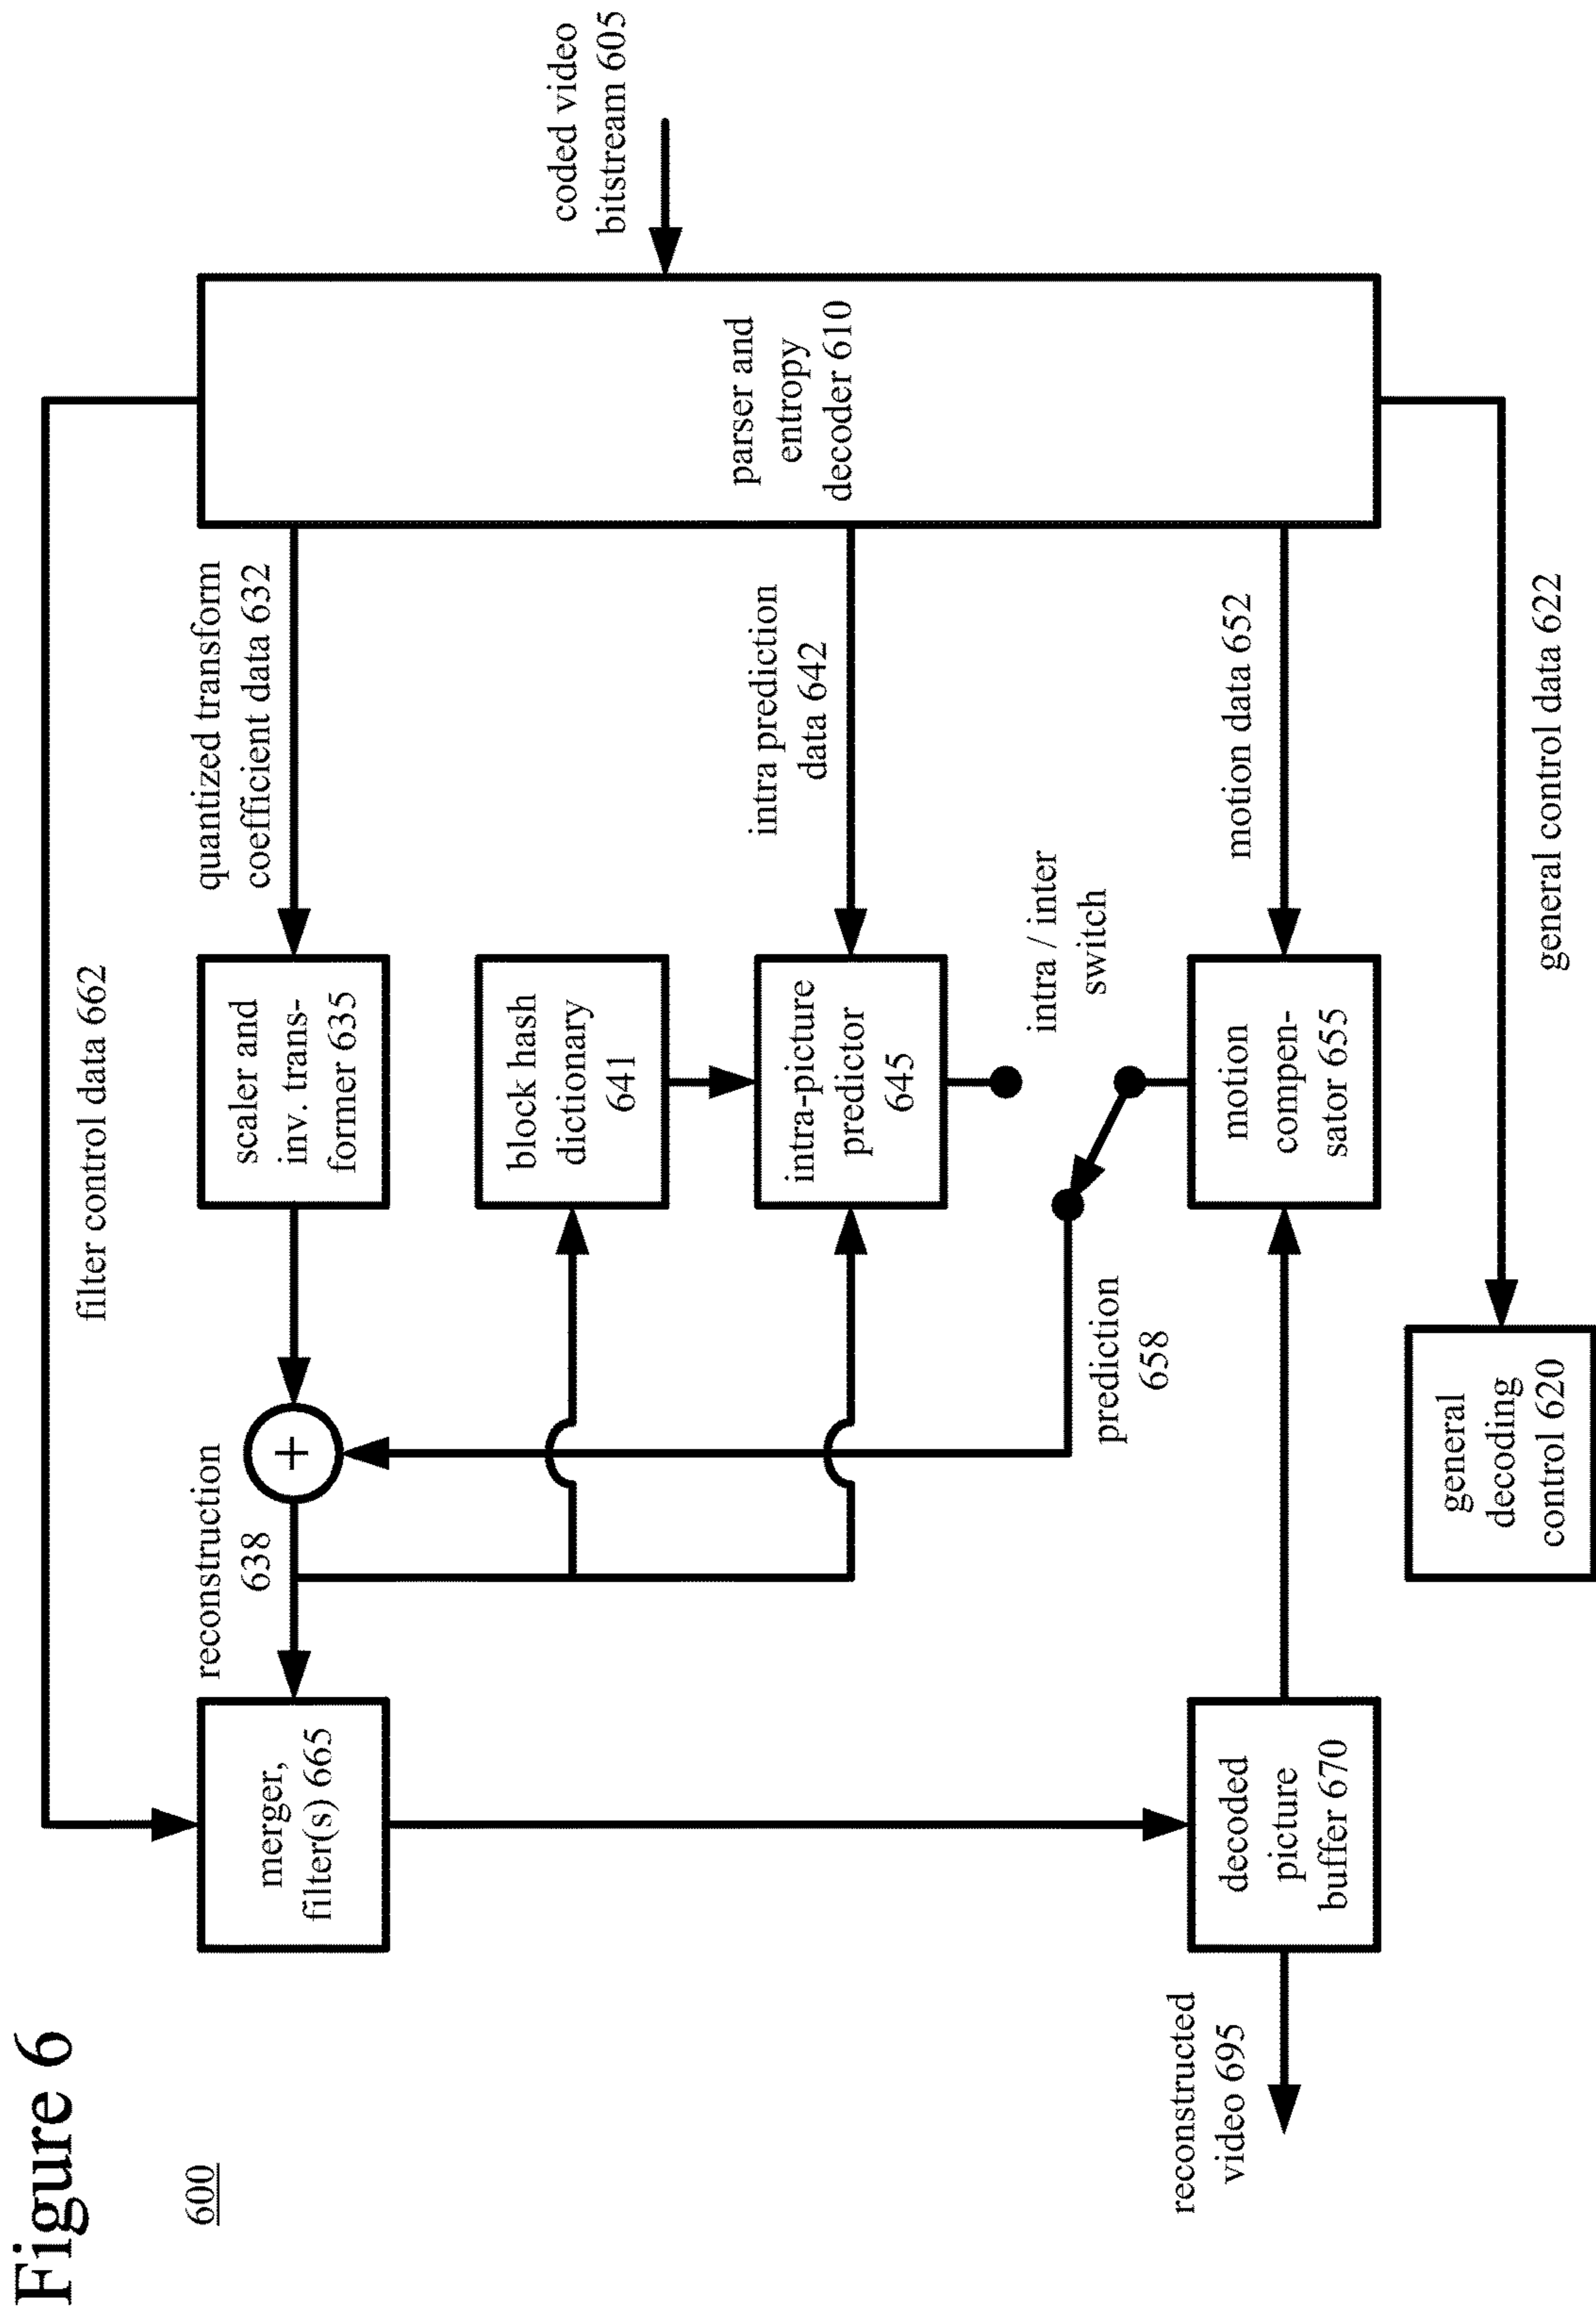 Figure 6
600
filter control data 662
reconstruction
638
quantized transform
coefficient data 632
merger,
filter(s) 665
scaler and
inv. trans-
former 635
block hash
dictionary
641
intra prediction
data 642
parser and
entropy
decoder 610
coded video
bitstream 605
intra-picture
predictor
645
+
intra / inter
switch
prediction
658
motion data 652
reconstructed
video 695
decoded
picture
buffer 670
motion
compen-
sator 655
general
decoding
control 620
general control data 622